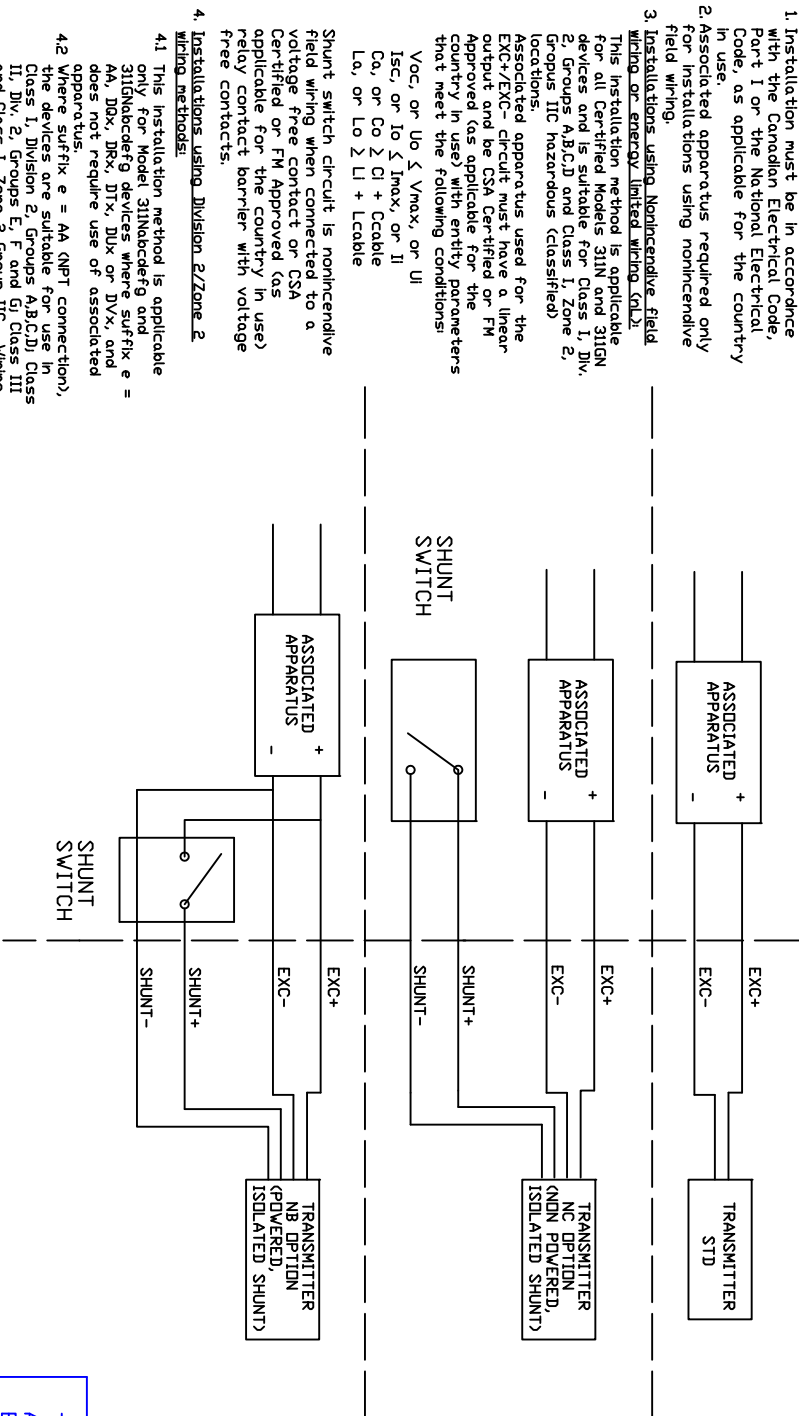 1. Installation must be in accordnce
with the Canadian Electrical Code,
Part I or the National Electrical
Code, as applicable for the country
in use.
2. Associated apparatus required only
for installations using nonincendive
field wiring.
3. Installations using Nonincendive field
wiring or energy limited wiring (nL):
This installation method is applicable
for all Certified Models 311N and 311GN
devices and is suitable for Class I, Div.
2, Groups A,B,C,D and Class I, Zone 2,
Gropus IIC hazardous (classified)
locations.
Associated apparatus used for the
EXC+/EXC- circuit must have a linear
output and be CSA Certified or FM
Approved (as applicable for the
country in use) with entity parameters
that meet the following conditions:
Voc, or Uo ≤ Vmax, or Ui
Isc, or Io ≤ Imax, or Ii
Ca, or Co ≥ Ci + Ccable
La, or Lo ≥ Li + Lcable
Shunt switch circuit is nonincendive
field wiring when connected to a
voltage free contact or CSA
Certified or FM Approved (as
applicable for the country in use)
relay contact barrier with voltage
free contacts.
4. Installations using Division 2/Zone 2
wiring methods:
4.1 This installation method is applicable
only for Model 311Nabcdefg and
311GNabcdefg devices where suffix e =
AA, DQx, DRx, DTx, DUx or DVx, and
does not require use of associated
apparatus.
4.2 Where suffix e = AA (NPT connection),
the devices are suitable for use in
Class I, Division 2, Groups A,B,C,D; Class
II, Div. 2, Groups E, F and G; Class III
and Class I, Zone 2 Group IIC. Wiring
ASSOCIATED
APPARATUS
+
-
EXC+
EXC-
TRANSMITTER
STD
ASSOCIATED
APPARATUS
+
-
SHUNT
SWITCH
EXC+
EXC-
SHUNT+
SHUNT-
TRANSMITTER
NC OPTION
(NON POWERED,
ISOLATED SHUNT)
ASSOCIATED
APPARATUS
+
-
SHUNT
SWITCH
EXC+
EXC-
SHUNT+
SHUNT-
TRANSMITTER
NB OPTION
(POWERED,
ISOLATED SHUNT)